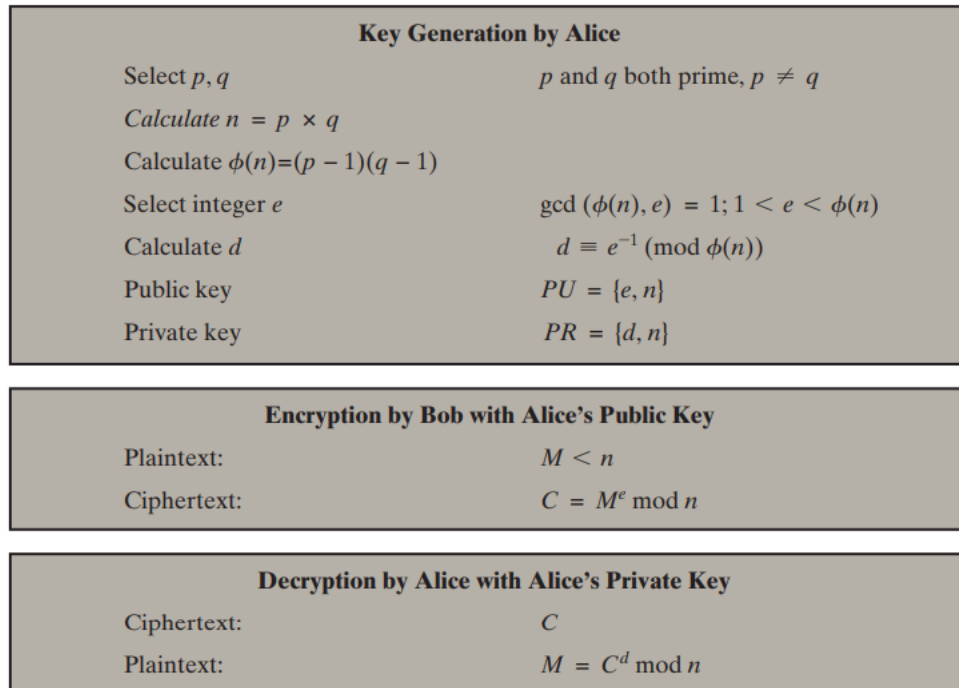 Key Generation by Alice
Select p, q p and q both prime, p ≠ q
Calculate n = p × q
Calculate ϕ(n)=(p − 1)(q − 1)
Select integer e gcd (ϕ(n), e) = 1; 1 < e < ϕ(n)
Calculate d d ≡ e⁻¹ (mod ϕ(n))
Public key PU = {e, n}
Private key PR = {d, n}
Encryption by Bob with Alice’s Public Key
Plaintext: M < n
Ciphertext: C = Mᵉ mod n
Decryption by Alice with Alice’s Private Key
Ciphertext: C
Plaintext: M = Cᵈ mod n